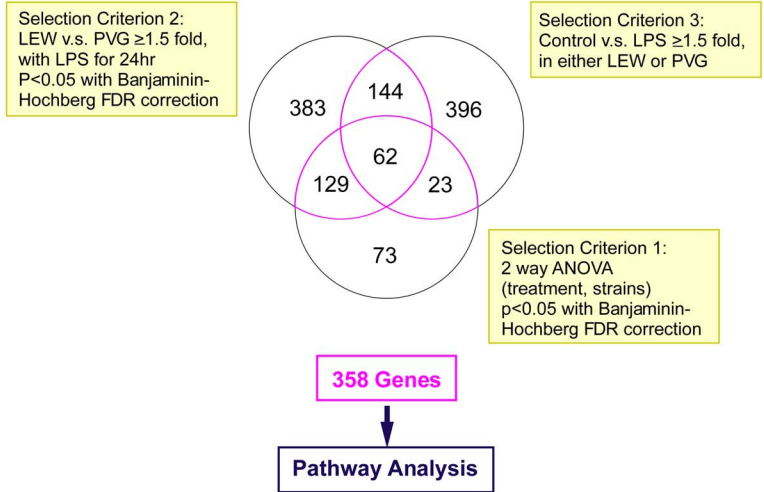 Selection Criterion 2:
LEW v.s. PVG ≥1.5 fold,
with LPS for 24hr
P<0.05 with Banjaminin-
Hochberg FDR correction
Selection Criterion 3:
Control v.s. LPS ≥1.5 fold,
in either LEW or PVG
383
144
396
62
129
23
73
Selection Criterion 1:
2 way ANOVA
(treatment, strains)
p<0.05 with Banjaminin-
Hochberg FDR correction
358 Genes
Pathway Analysis